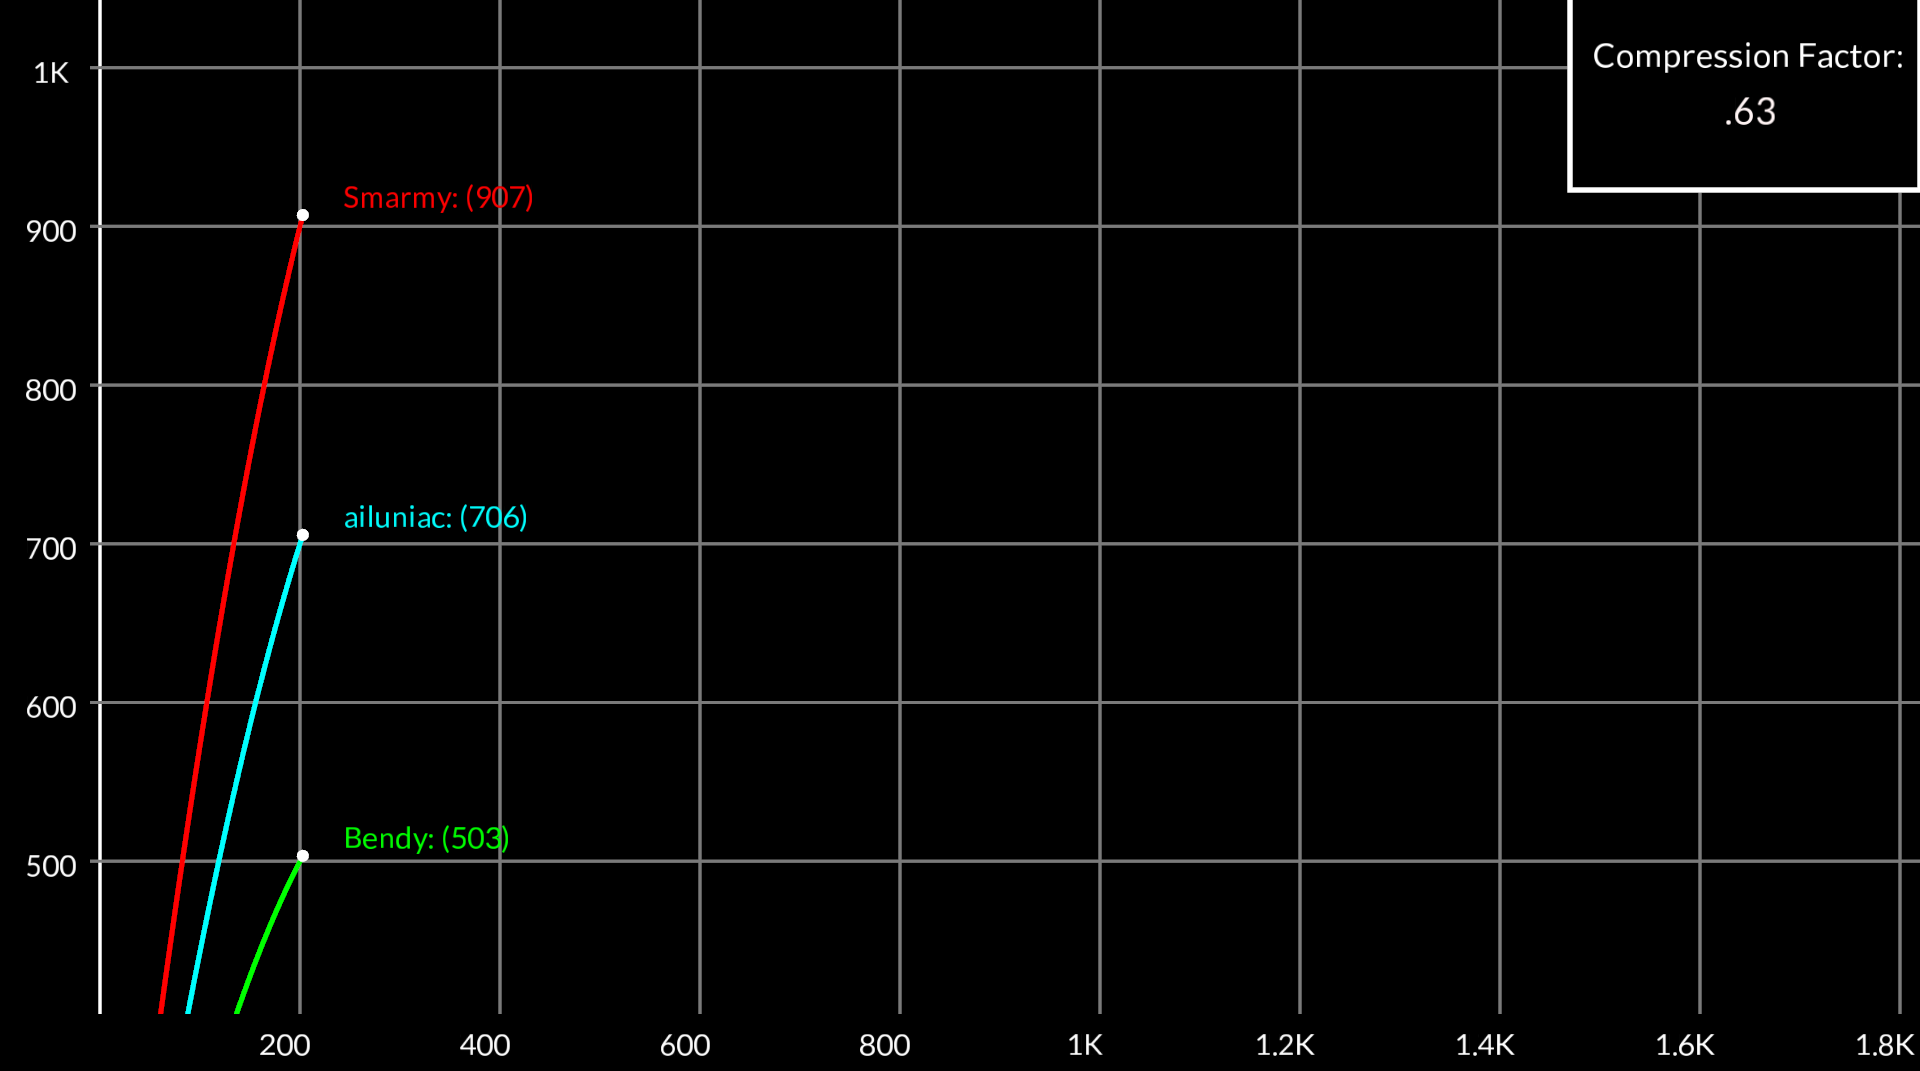 Compression Factor:
.63
1K
Smarmy: (907)
900
800
ailuniac: (706)
700
600
Bendy: (503)
500
200 400 600 800 1K 1.2K 1.4K 1.6K 1.8K